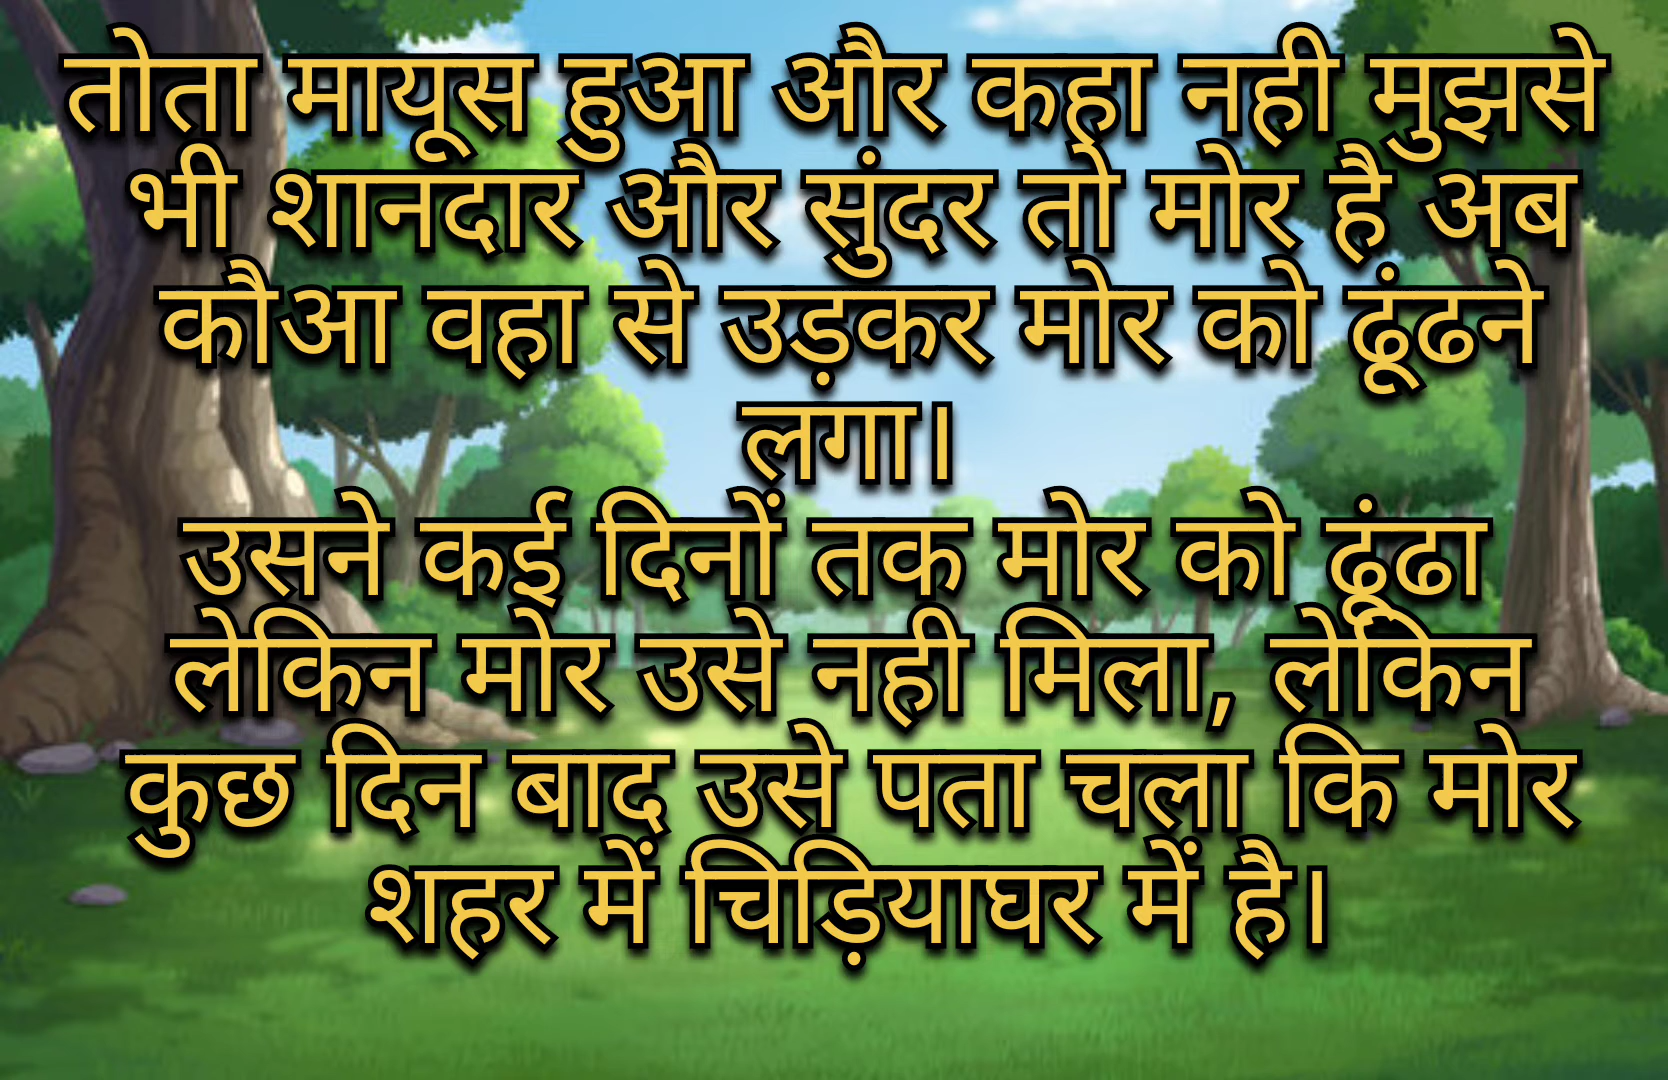 तोता मायूस हुआ और कहा नही मुझसे
भी शानदार और सुंदर तो मोर है अब
कौआ वहा से उड़कर मोर को ढूंढने
लगा।
उसने कई दिनों तक मोर को ढूंढा
लेकिन मोर उसे नही मिला, लेकिन
कुछ दिन बाद उसे पता चला कि मोर
शहर में चिड़ियाघर में है।